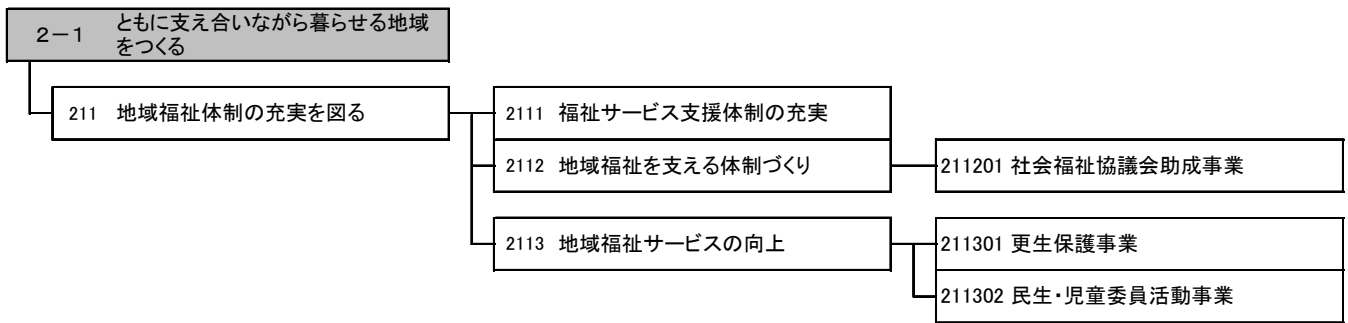 2－1 ともに支え合いながら暮らせる地域
をつくる
211 地域福祉体制の充実を図る
2111 福祉サービス支援体制の充実
2112 地域福祉を支える体制づくり
211201 社会福祉協議会助成事業
2113 地域福祉サービスの向上
211301 更生保護事業
211302 民生・児童委員活動事業